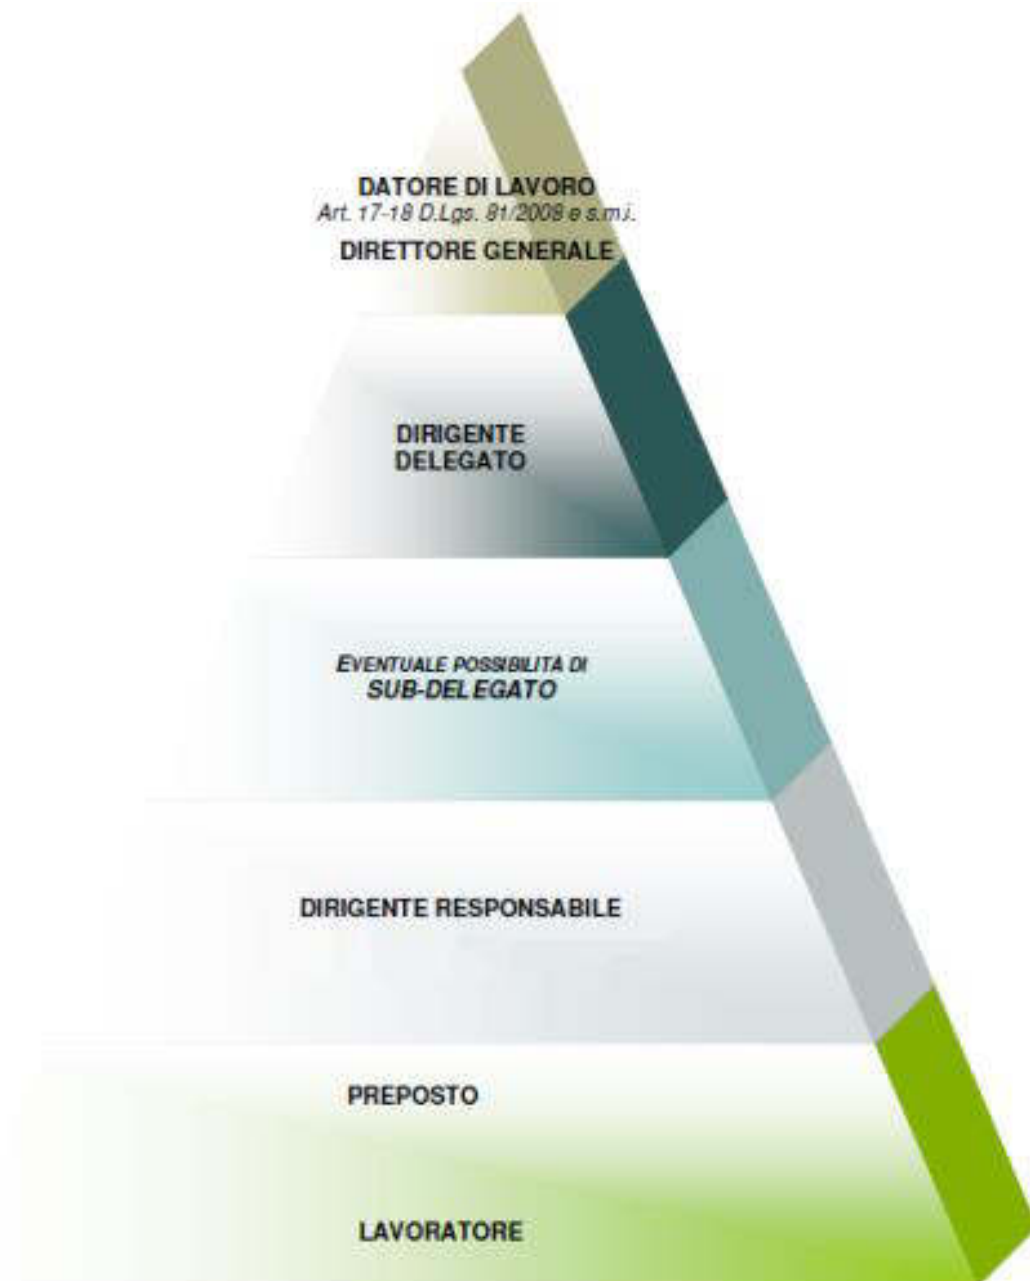 DATORE DI LAVORO
Art. 17-18 D.Lgs. 81/2008 e s.m.i.
DIRETTORE GENERALE
DIRIGENTE
DELEGATO
EVENTUALE POSSIBILITÀ DI
SUB-DELEGATO
DIRIGENTE RESPONSABILE
PREPOSTO
LAVORATORE